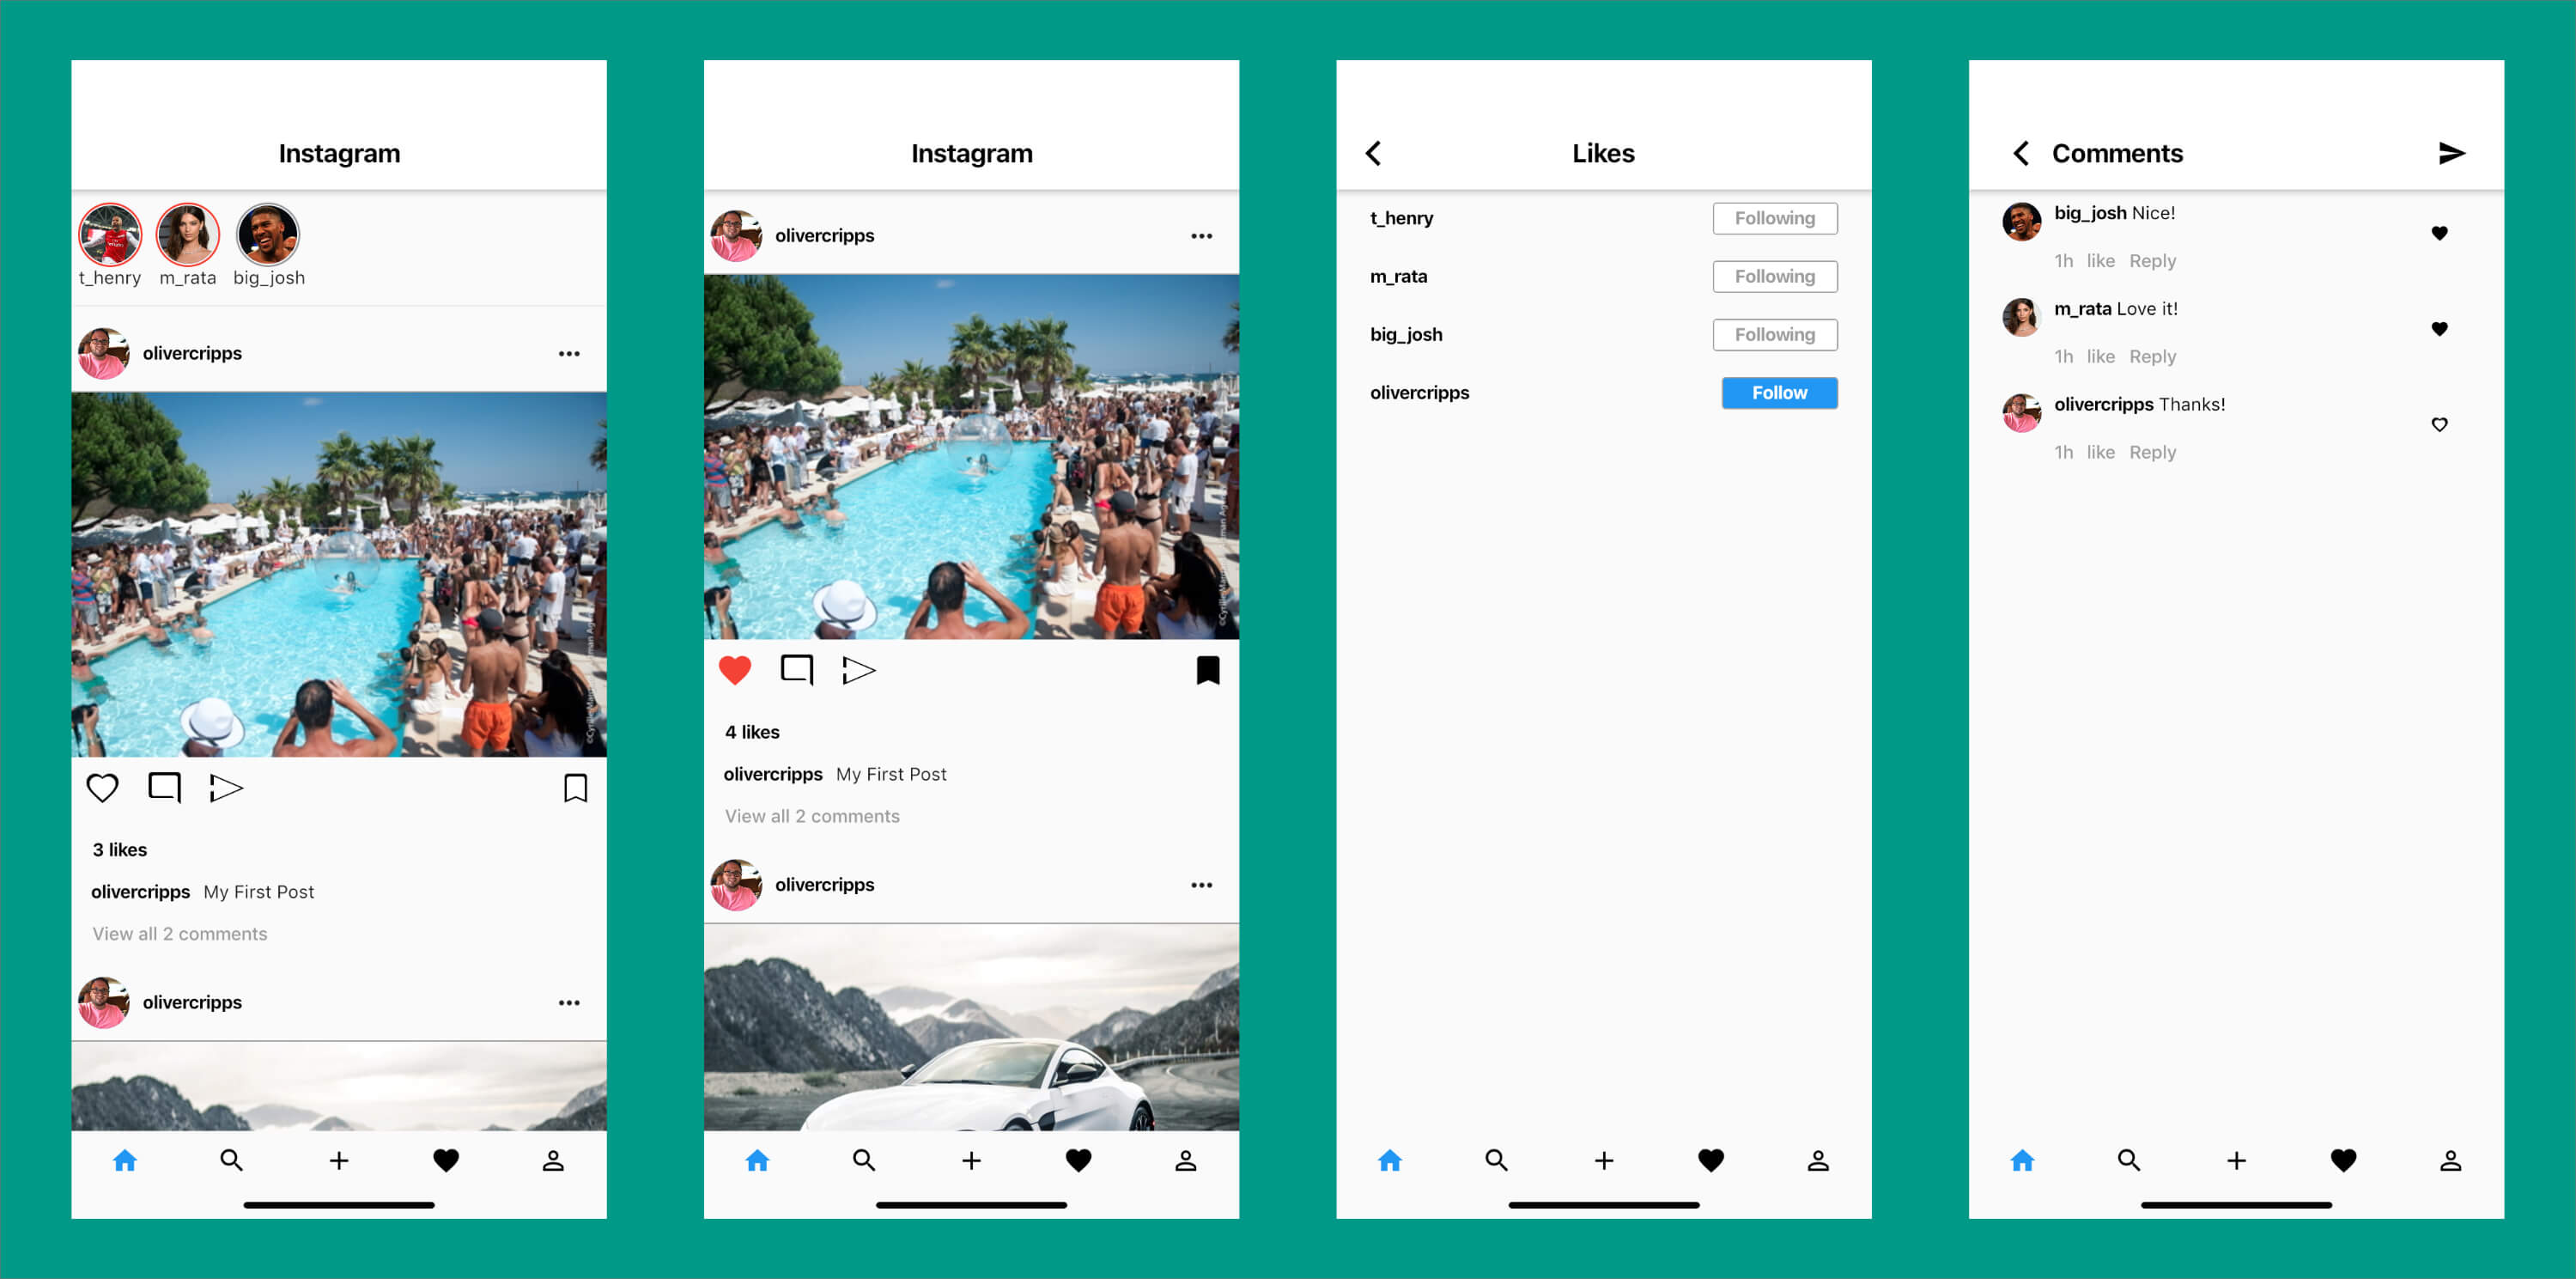 Instagram
t_henry m_rata big_josh
olivercripps
3 likes
olivercripps My First Post
View all 2 comments
olivercripps
Instagram
olivercripps
4 likes
olivercripps My First Post
View all 2 comments
olivercripps
Likes
t_henry Following
m_rata Following
big_josh Following
olivercripps Follow
Comments
big_josh Nice!
1h like Reply
m_rata Love it!
1h like Reply
olivercripps Thanks!
1h like Reply